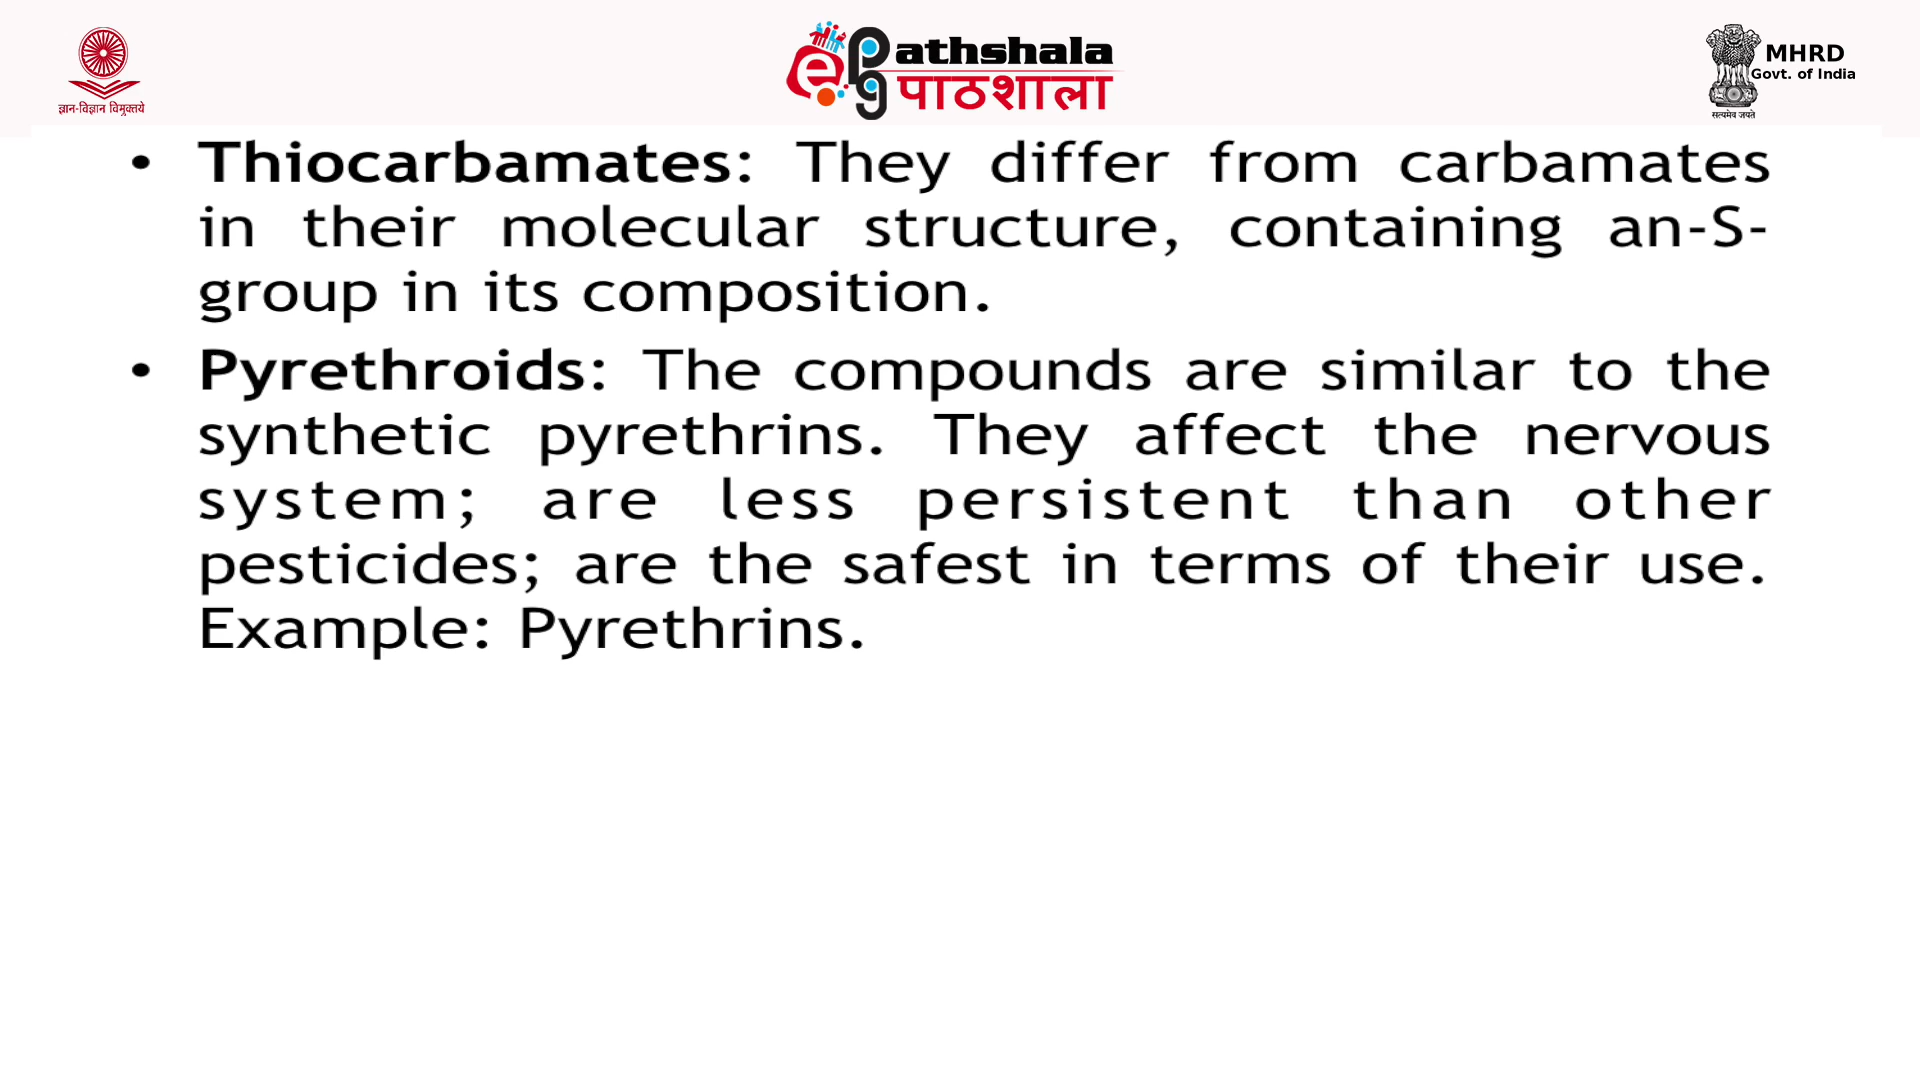 ज्ञान-विज्ञान विमुक्तये
ePG athshala
पाठशाला
MHRD
Govt. of India
सत्यमेव जयते
• Thiocarbamates: They differ from carbamates
in their molecular structure, containing an-S-
group in its composition.
• Pyrethroids: The compounds are similar to the
synthetic pyrethrins. They affect the nervous
system; are less persistent than other
pesticides; are the safest in terms of their use.
Example: Pyrethrins.